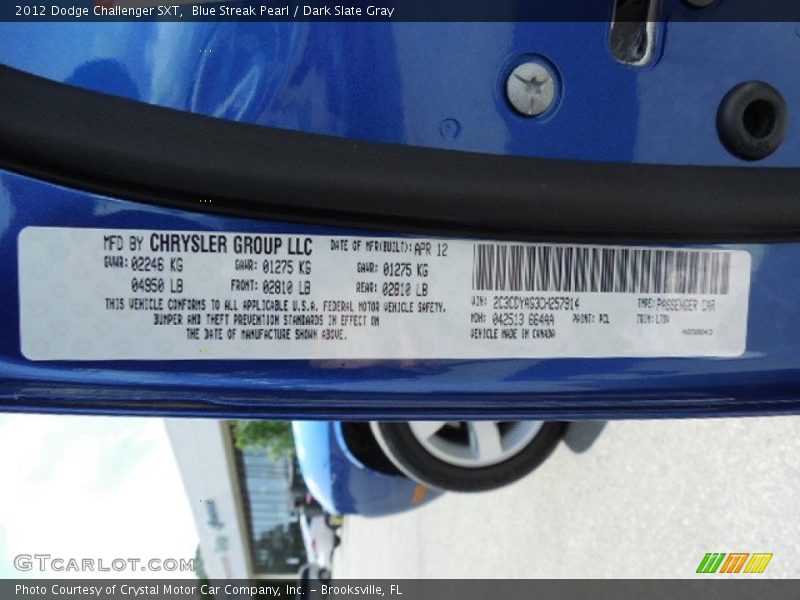 2012 Dodge Challenger SXT,  Blue Streak Pearl / Dark Slate Gray
MFD BY CHRYSLER GROUP LLC DATE OF MFR(BUILT): APR 12
GVWR: 02246 KG GAWR: 01275 KG GAWR: 01275 KG
04950 LB FRONT: 02810 LB REAR: 02810 LB
THIS VEHICLE CONFORMS TO ALL APPLICABLE U.S.A. FEDERAL MOTOR VEHICLE SAFETY,
BUMPER AND THEFT PREVENTION STANDARDS IN EFFECT ON
THE DATE OF MANUFACTURE SHOWN ABOVE.
VIN: 2C3CDYAG3CH257914 TYPE: PASSENGER CAR
MDH: 042513 PAINT: PCL TRIM:
VEHICLE MADE IN CANADA
GTCARLOT.COM
Photo Courtesy of Crystal Motor Car Company, Inc. – Brooksville, FL